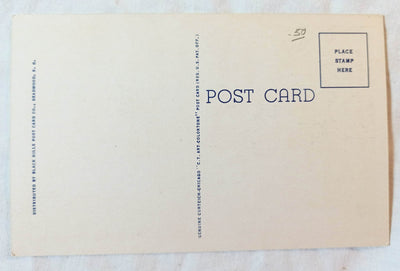 DISTRIBUTED BY BLACK HILLS POST CARD CO., DEADWOOD, S. D.
GENUINE CURTEICH-CHICAGO "C.T. ART-COLORTONE" POST CARD (REG. U.S. PAT. OFF.)
.50
PLACE
STAMP
HERE
POST CARD